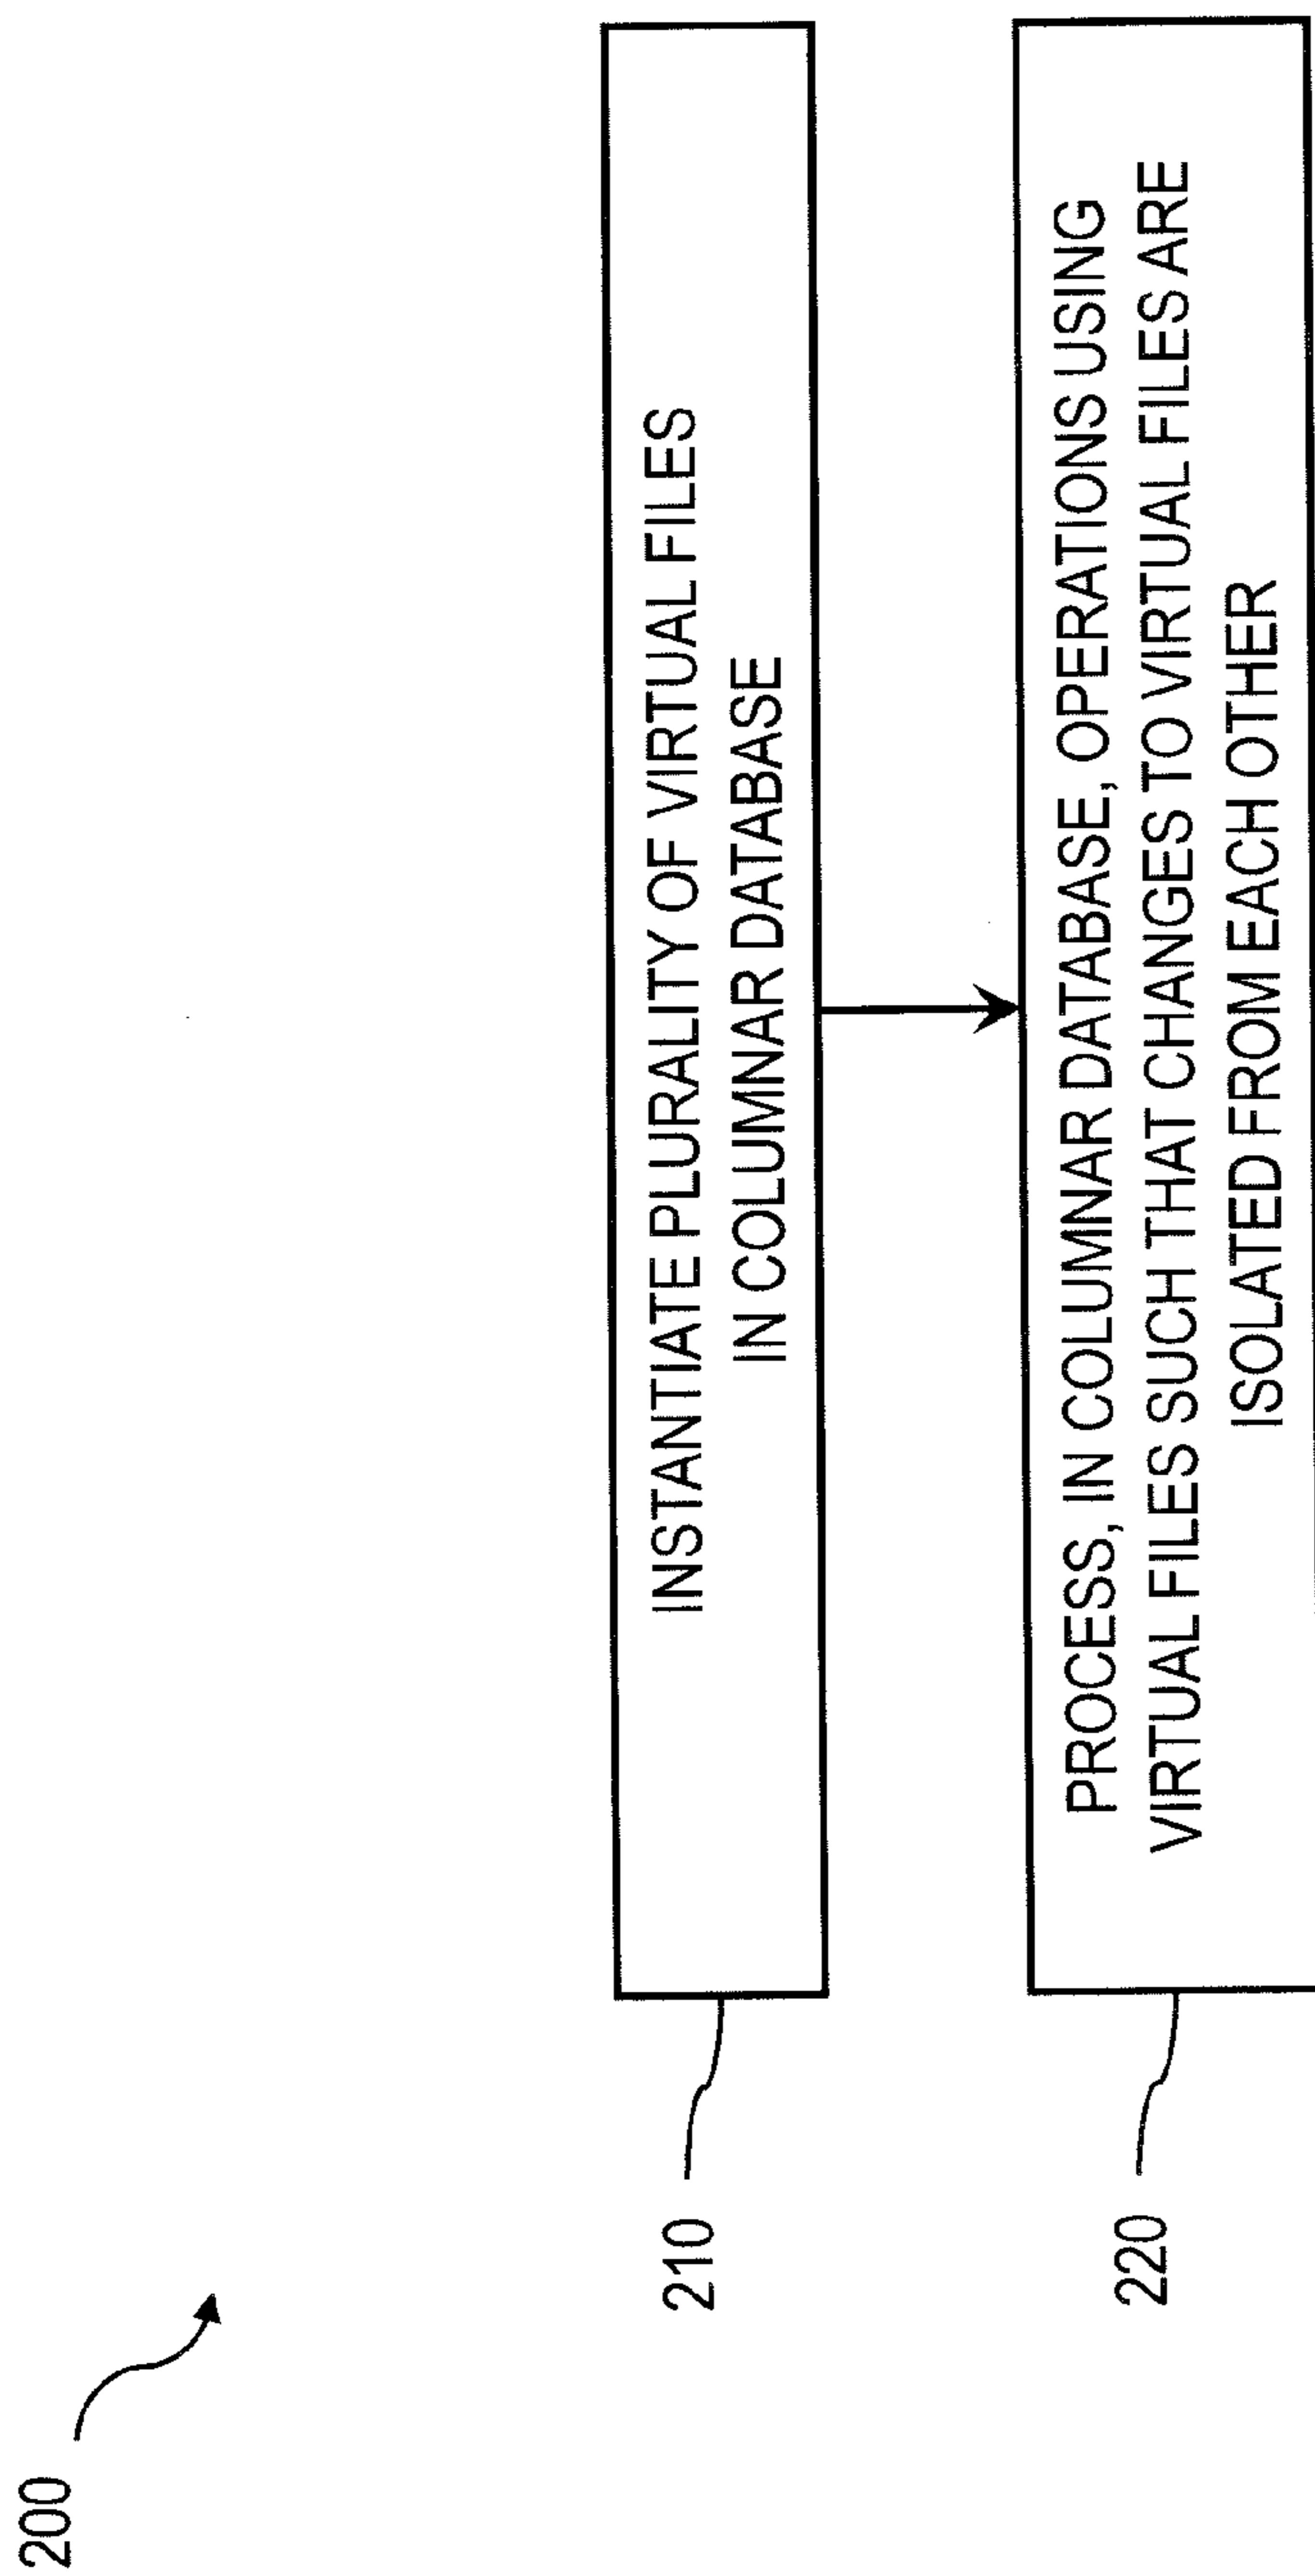 200
210
INSTANTIATE PLURALITY OF VIRTUAL FILES
IN COLUMNAR DATABASE
220
PROCESS, IN COLUMNAR DATABASE, OPERATIONS USING
VIRTUAL FILES SUCH THAT CHANGES TO VIRTUAL FILES ARE
ISOLATED FROM EACH OTHER